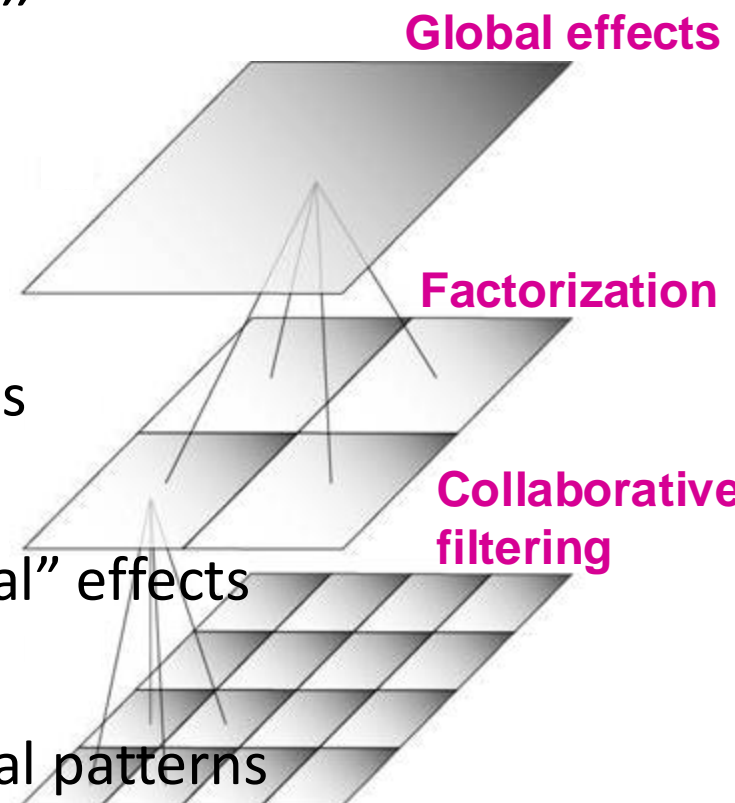 ”
Global effects
Factorization
s
Collaborative
filtering
al” effects
al patterns